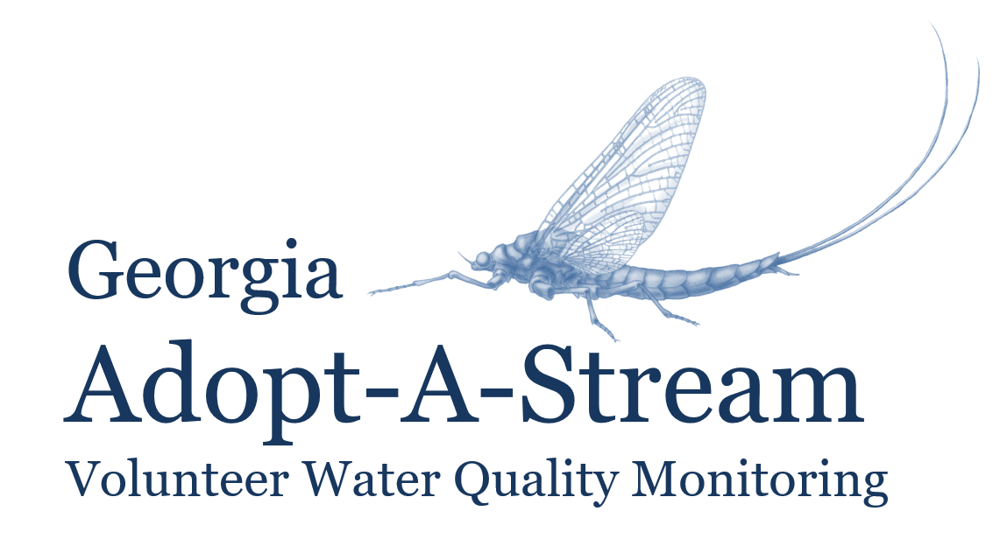 Georgia
Adopt-A-Stream
Volunteer Water Quality Monitoring